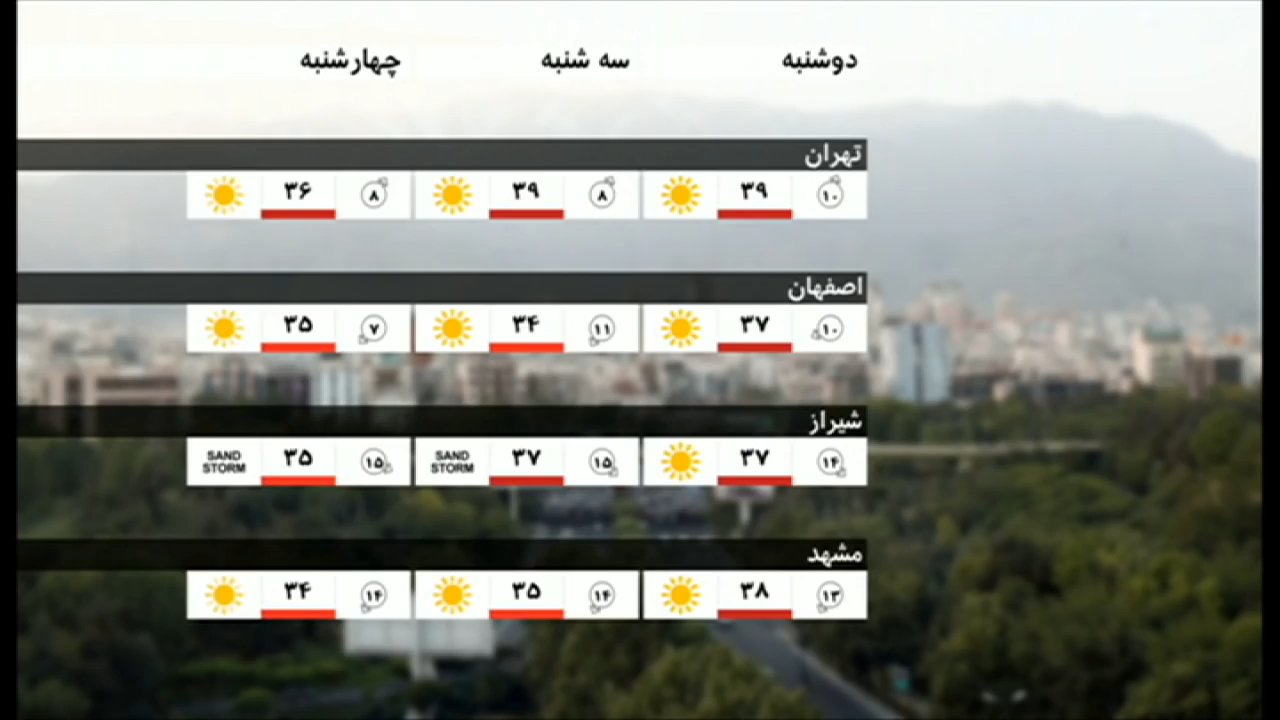 دوشنبه سه شنبه چهارشنبه
تهران
۱۰ ۳۹ ۸ ۳۹ ۸ ۳۶
اصفهان
۱۰ ۳۷ ۱۱ ۳۴ ۷ ۳۵
شیراز
۱۴ ۳۷ ۱۵ ۳۷ SAND STORM ۱۵ ۳۵ SAND STORM
مشهد
۱۳ ۳۸ ۱۴ ۳۵ ۱۴ ۳۴